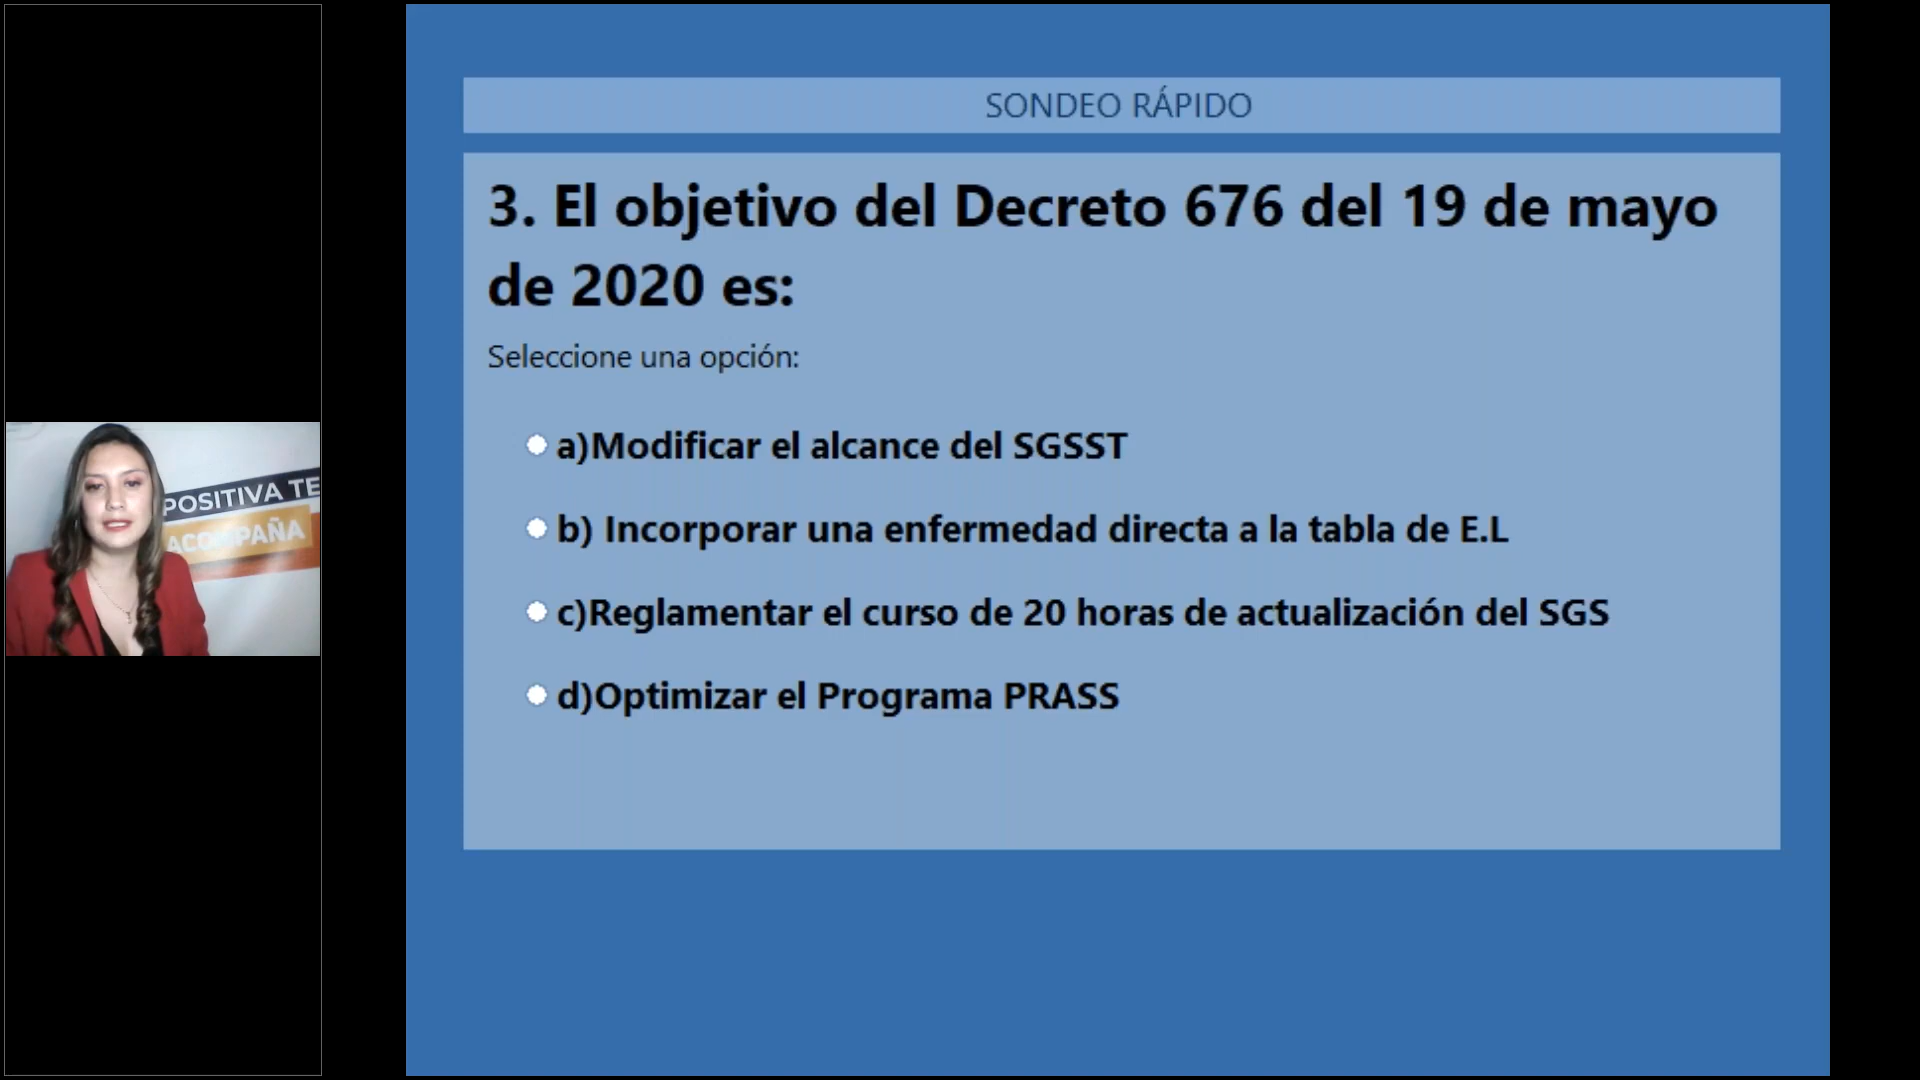 SONDEO RÁPIDO
3. El objetivo del Decreto 676 del 19 de mayo
de 2020 es:
Seleccione una opción:
a)Modificar el alcance del SGSST
b) Incorporar una enfermedad directa a la tabla de E.L
c)Reglamentar el curso de 20 horas de actualización del SGS
d)Optimizar el Programa PRASS
POSITIVA TE
ACOMPAÑA